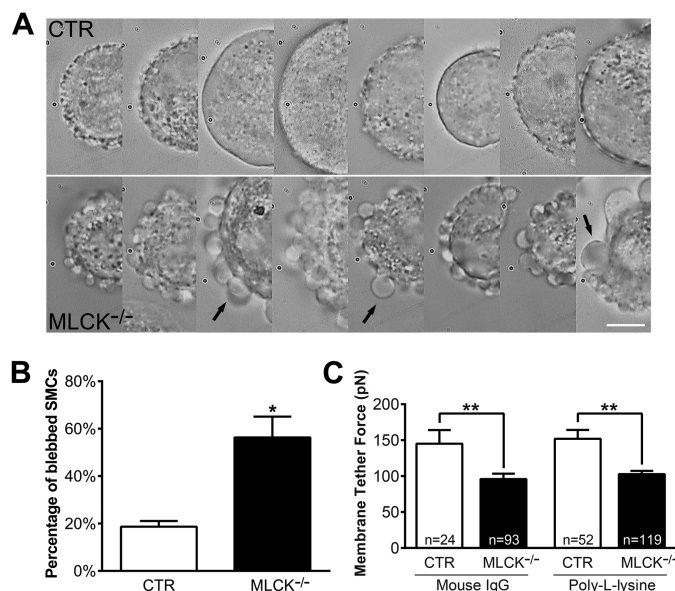 A
CTR
MLCK-/-
B
Percentage of blebbed SMCs
80%
60%
40%
20%
0%
*
CTR
MLCK-/-
C
Membrane Tether Force (pN)
200
150
100
50
0
**
**
n=24
n=93
n=52
n=119
CTR
MLCK-/-
CTR
MLCK-/-
Mouse IgG
Poly-L-lysine